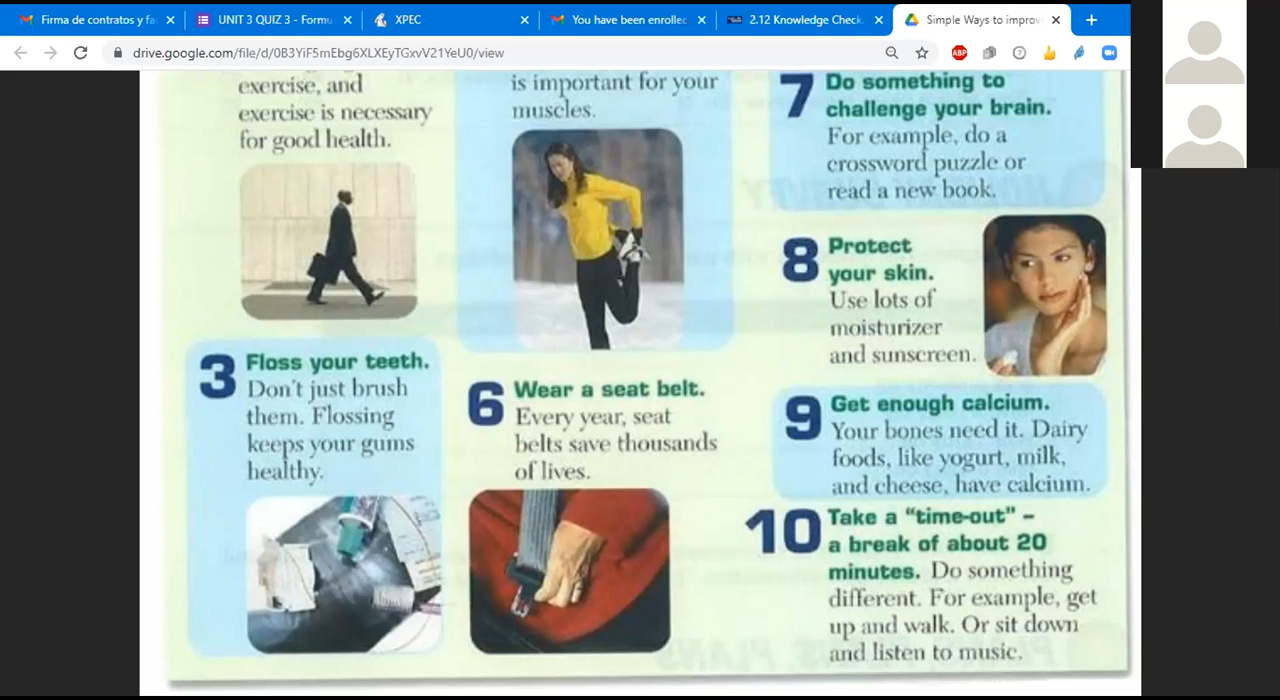 Firma de contratos y fa
UNIT 3 QUIZ 3 - Formu
XPEC
You have been enrolled
2.12 Knowledge Check
Simple Ways to improv
drive.google.com/file/d/0B3YiF5mEbg6XLXEyTGxvV21YeU0/view
ABP
exercise, and
exercise is necessary
for good health.
3 Floss your teeth.
Don't just brush
them. Flossing
keeps your gums
healthy.
is important for your
muscles.
6 Wear a seat belt.
Every year, seat
belts save thousands
of lives.
7 Do something to
challenge your brain.
For example, do a
crossword puzzle or
read a new book.
8 Protect
your skin.
Use lots of
moisturizer
and sunscreen.
9 Get enough calcium.
Your bones need it. Dairy
foods, like yogurt, milk,
and cheese, have calcium.
10 Take a “time-out” –
a break of about 20
minutes. Do something
different. For example, get
up and walk. Or sit down
and listen to music.